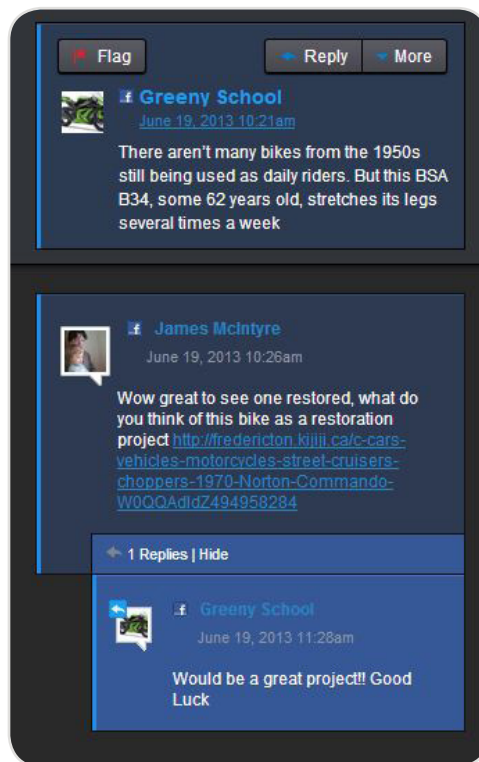 Flag
Reply
More
Greeny School
June 19, 2013 10:21am
There aren't many bikes from the 1950s
still being used as daily riders. But this BSA
B34, some 62 years old, stretches its legs
several times a week
James McIntyre
June 19, 2013 10:26am
Wow great to see one restored, what do
you think of this bike as a restoration
project http://fredericton.kijiji.ca/c-cars-
vehicles-motorcycles-street-cruisers-
choppers-1970-Norton-Commando-
W0QQAdIdZ494958284
1 Replies | Hide
Greeny School
June 19, 2013 11:28am
Would be a great project!! Good
Luck